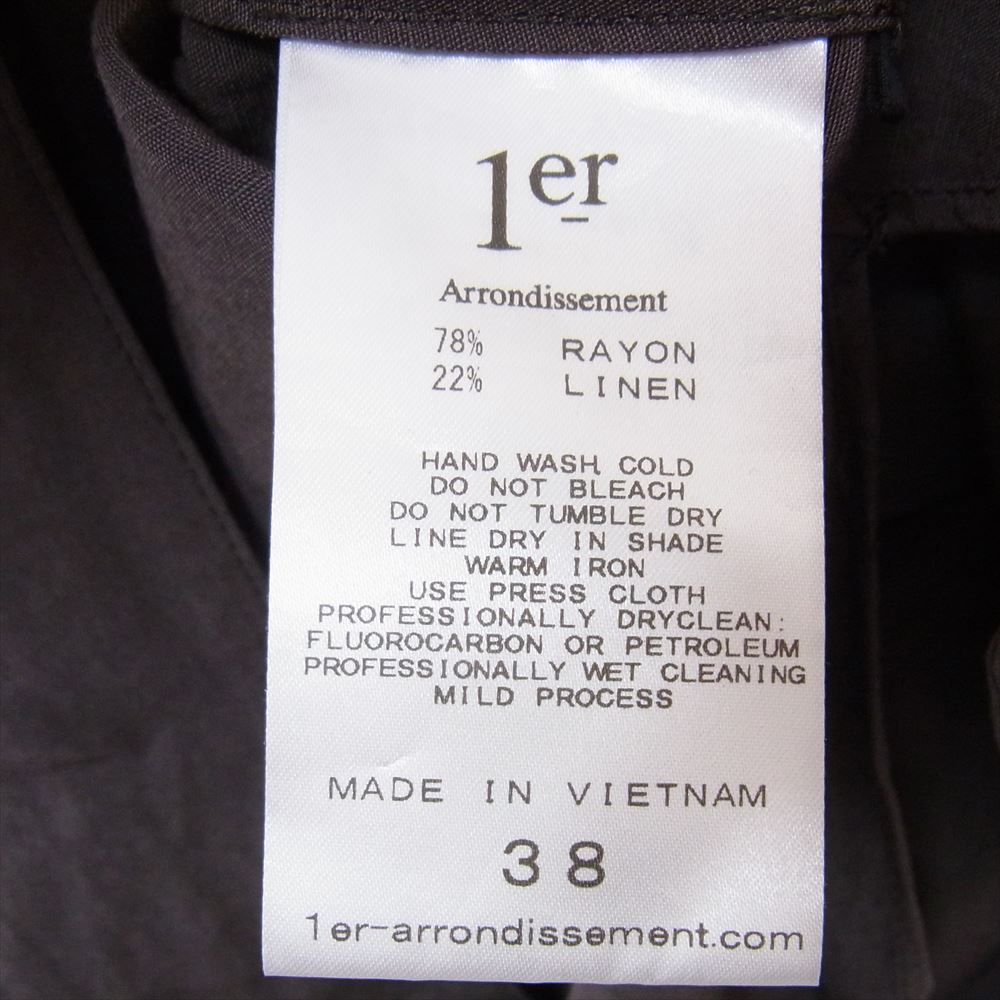 1er
Arrondissement
78% RAYON
22% LINEN
HAND WASH COLD
DO NOT BLEACH
DO NOT TUMBLE DRY
LINE DRY IN SHADE
WARM IRON
USE PRESS CLOTH
PROFESSIONALLY DRYCLEAN:
FLUOROCARBON OR PETROLEUM
PROFESSIONALLY WET CLEANING
MILD PROCESS
MADE IN VIETNAM
38
1er-arrondissement.com